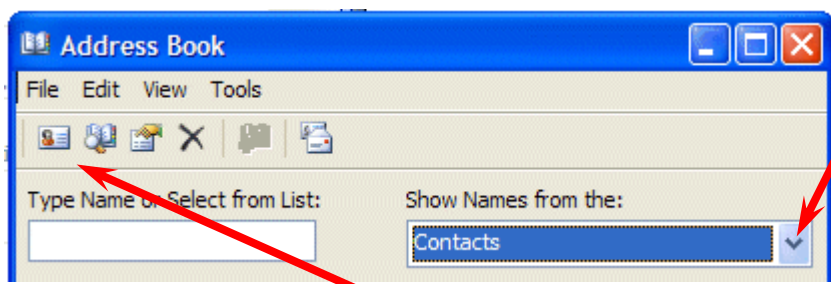 Address Book
File Edit View Tools
Type Name or Select from List:
Show Names from the:
Contacts